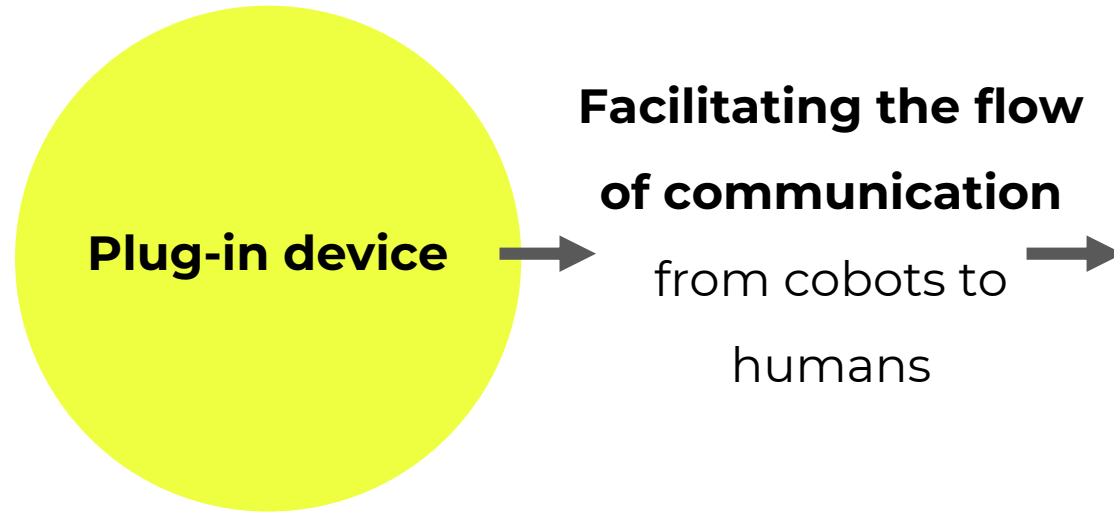 Plug-in device
Facilitating the flow
of communication
from cobots to
humans